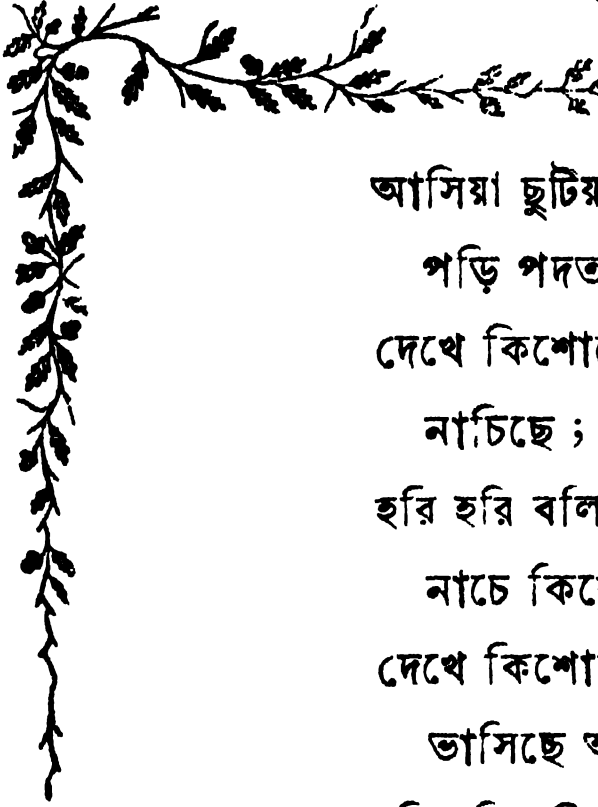 আসিয়া ছুটিয়
পড়ি পদত
দেখে কিশো
নাচিছে ;
হরি হরি বলি
নাচে কি
দেখে কিশো
ভাসিছে